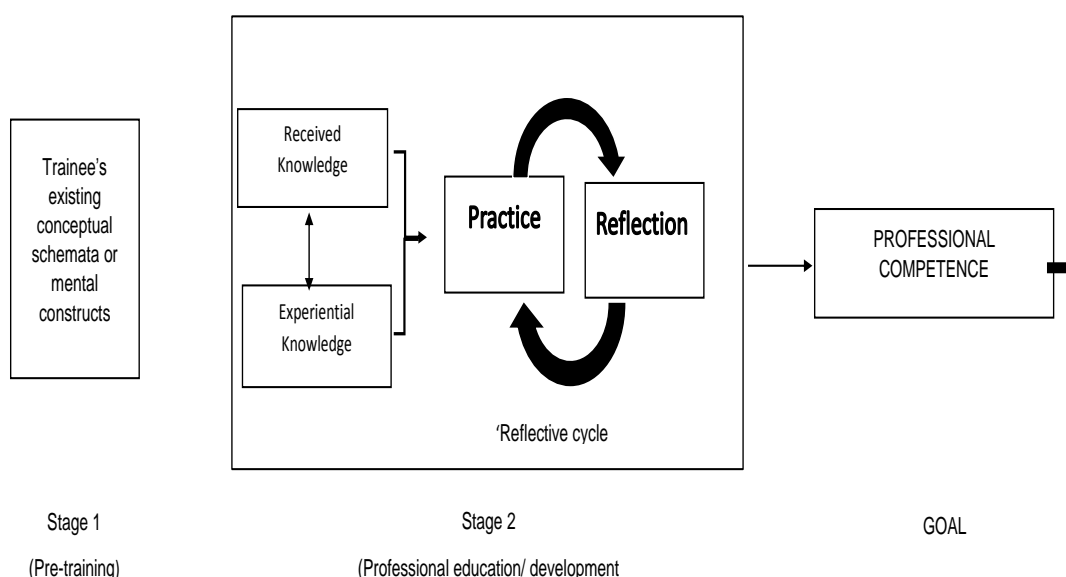 Trainee’s
existing
conceptual
schemata or
mental
constructs
Received
Knowledge
Experiential
Knowledge
Practice
Reflection
‘Reflective cycle
PROFESSIONAL
COMPETENCE
Stage 1
(Pre-training)
Stage 2
(Professional education/ development
GOAL